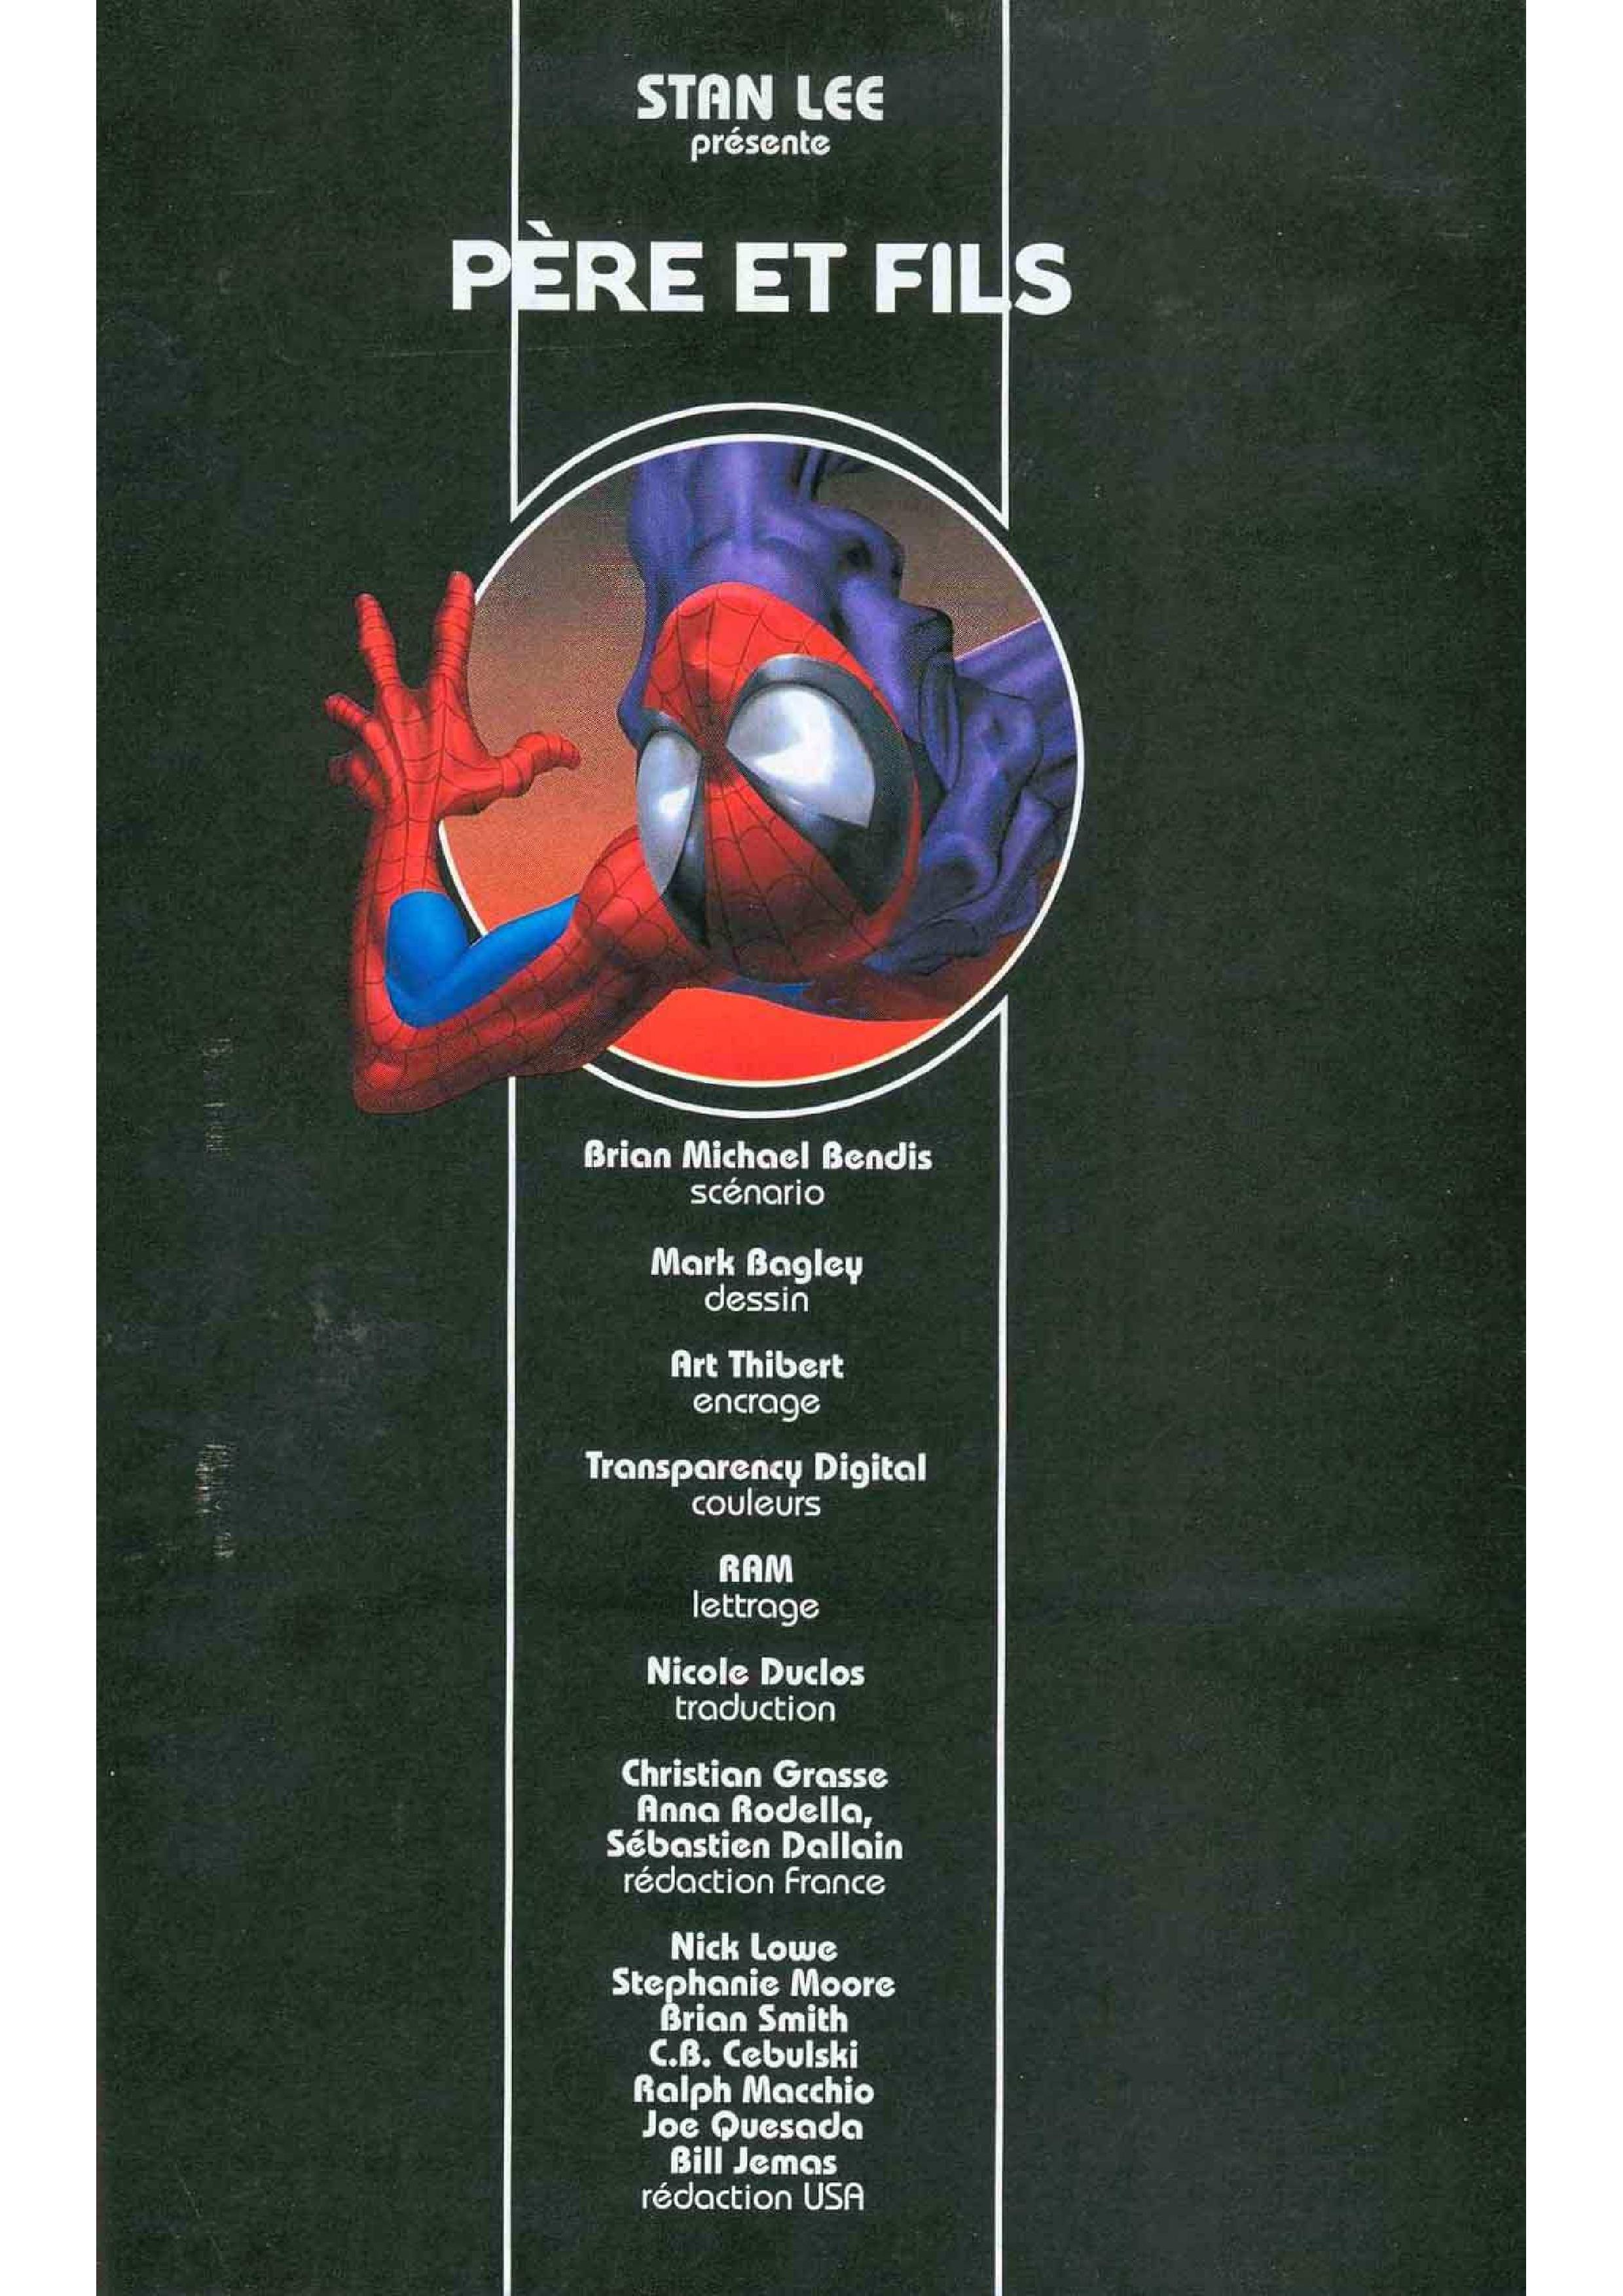 STAN LEE
présente
PÈRE ET FILS
Brian Michael Bendis
scénario
Mark Bagley
dessin
Art Thibert
encrage
Transparency Digital
couleurs
RAM
lettrage
Nicole Duclos
traduction
Christian Grasse
Anna Rodella,
Sébastien Dallain
rédaction France
Nick Lowe
Stephanie Moore
Brian Smith
C.B. Cebulski
Ralph Macchio
Joe Quesada
Bill Jemas
rédaction USA